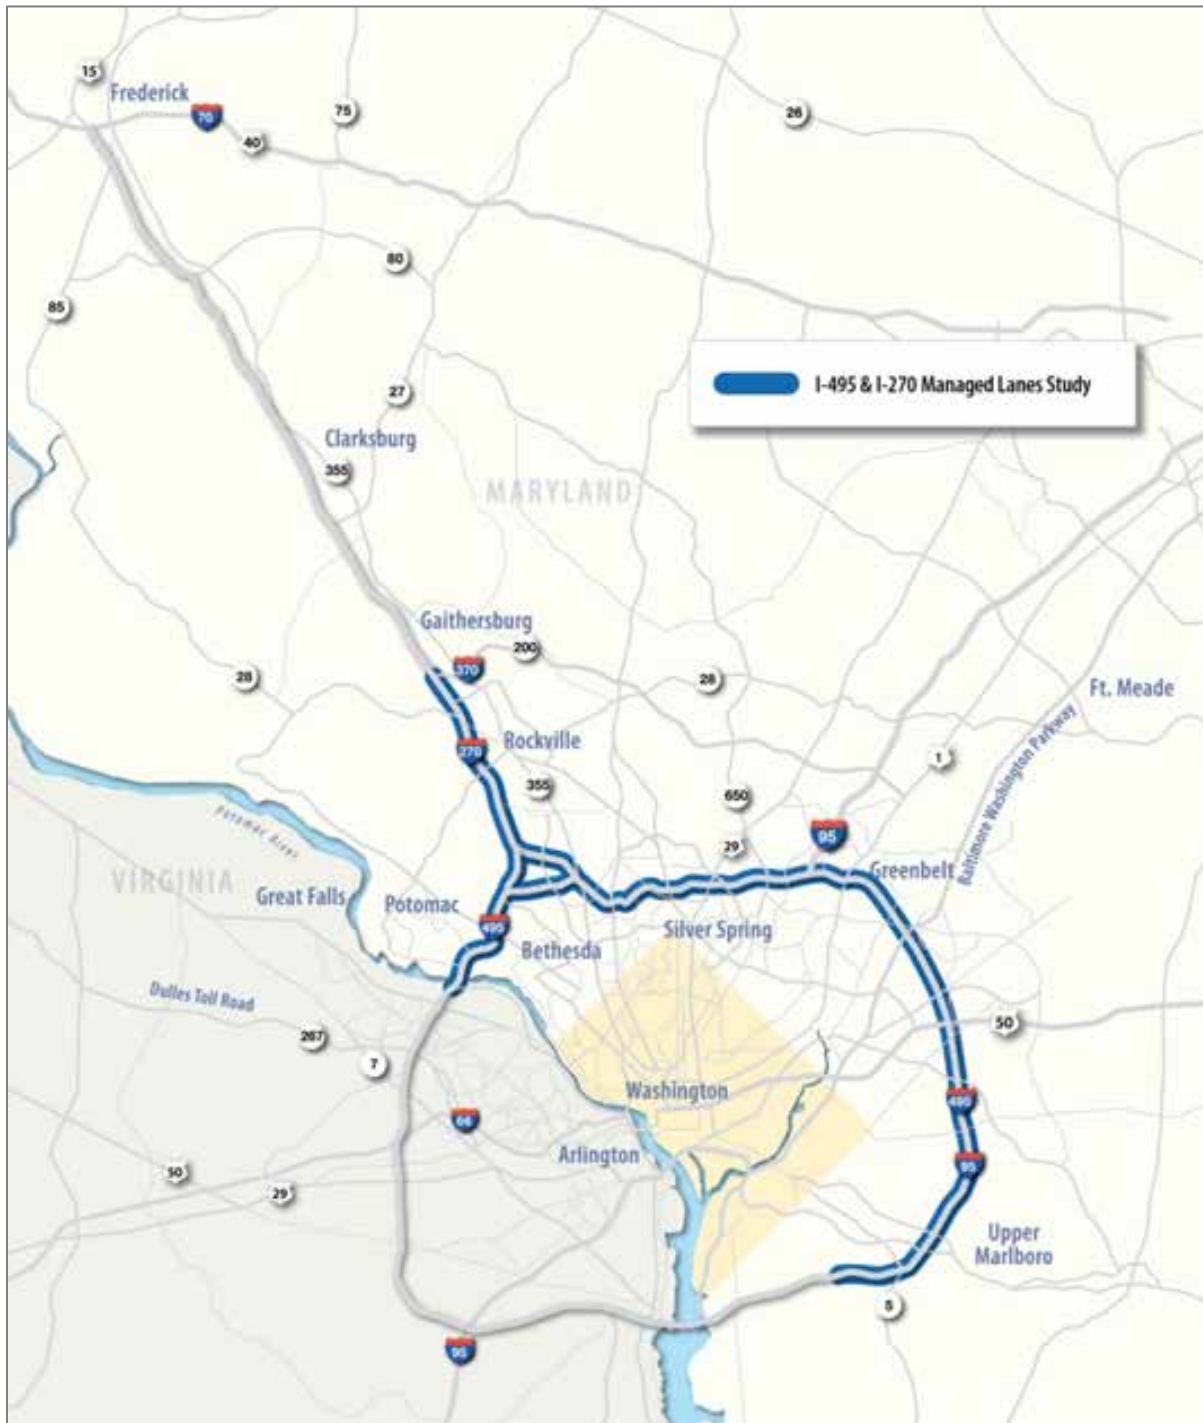 15
Frederick
70
75
26
40
80
85
I-495 & I-270 Managed Lanes Study
27
Clarksburg
355
MARYLAND
Gaithersburg
200
370
28
28
Ft. Meade
Rockville
270
1
355
650
Baltimore Washington Parkway
Potomac River
29
95
VIRGINIA
Greenbelt
Great Falls
Potomac
495
Silver Spring
Bethesda
Dulles Toll Road
267
50
7
Washington
495
66
Arlington
95
50
29
Upper
Marlboro
5
95